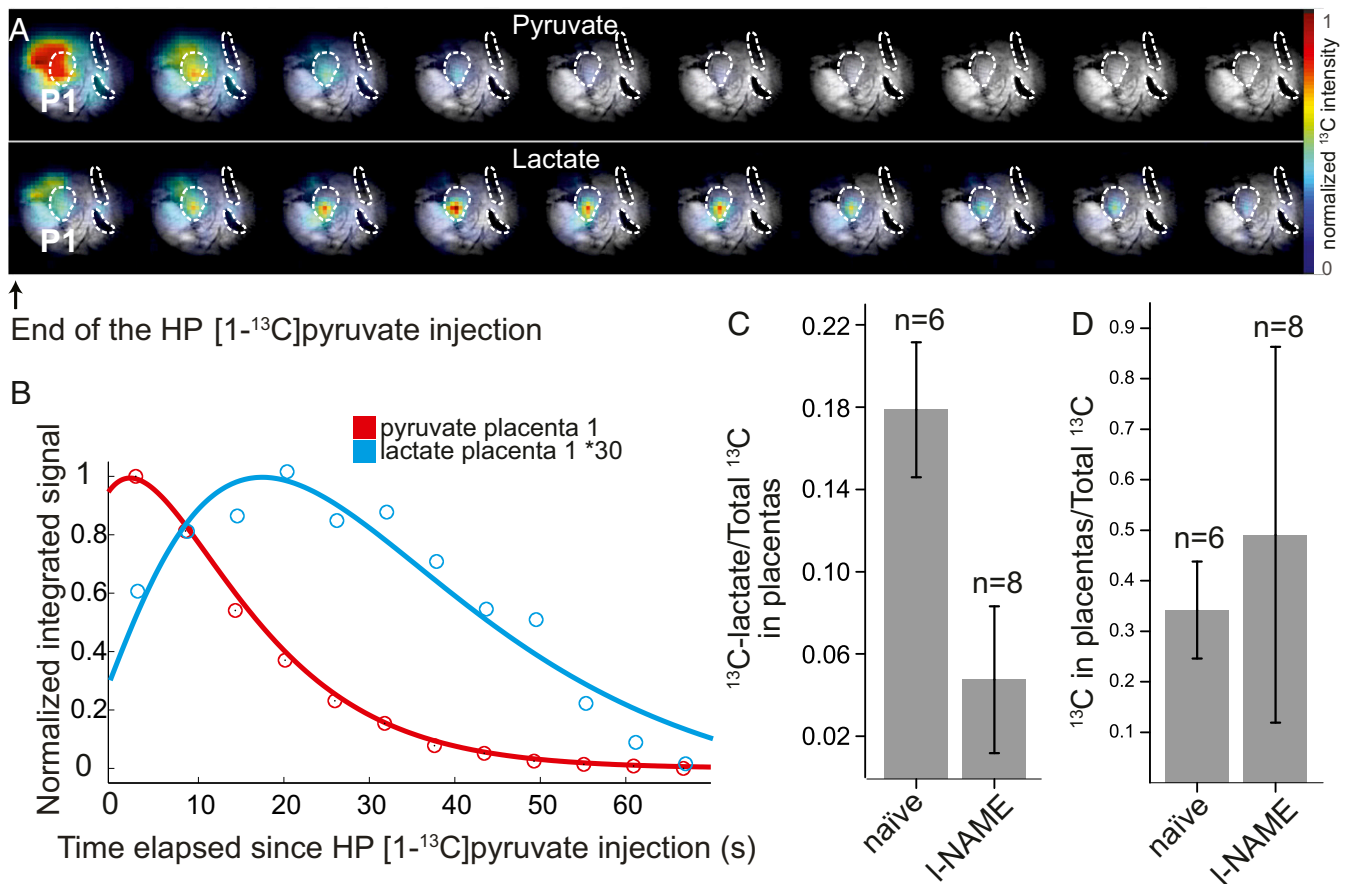 A
Pyruvate
P1
Lactate
P1
1
normalized ¹³C intensity
0
End of the HP [1-¹³C]pyruvate injection
B
pyruvate placenta 1
lactate placenta 1 *30
Normalized integrated signal
1
0.8
0.6
0.4
0.2
0
0 10 20 30 40 50 60
Time elapsed since HP [1-¹³C]pyruvate injection (s)
C
¹³C-lactate/Total ¹³C
in placentas
0.22
0.18
0.14
0.10
0.06
0.02
n=6
n=8
naïve
l-NAME
D
¹³C in placentas/Total ¹³C
0.9
0.8
0.7
0.6
0.5
0.4
0.3
0.2
0.1
n=6
n=8
naïve
l-NAME